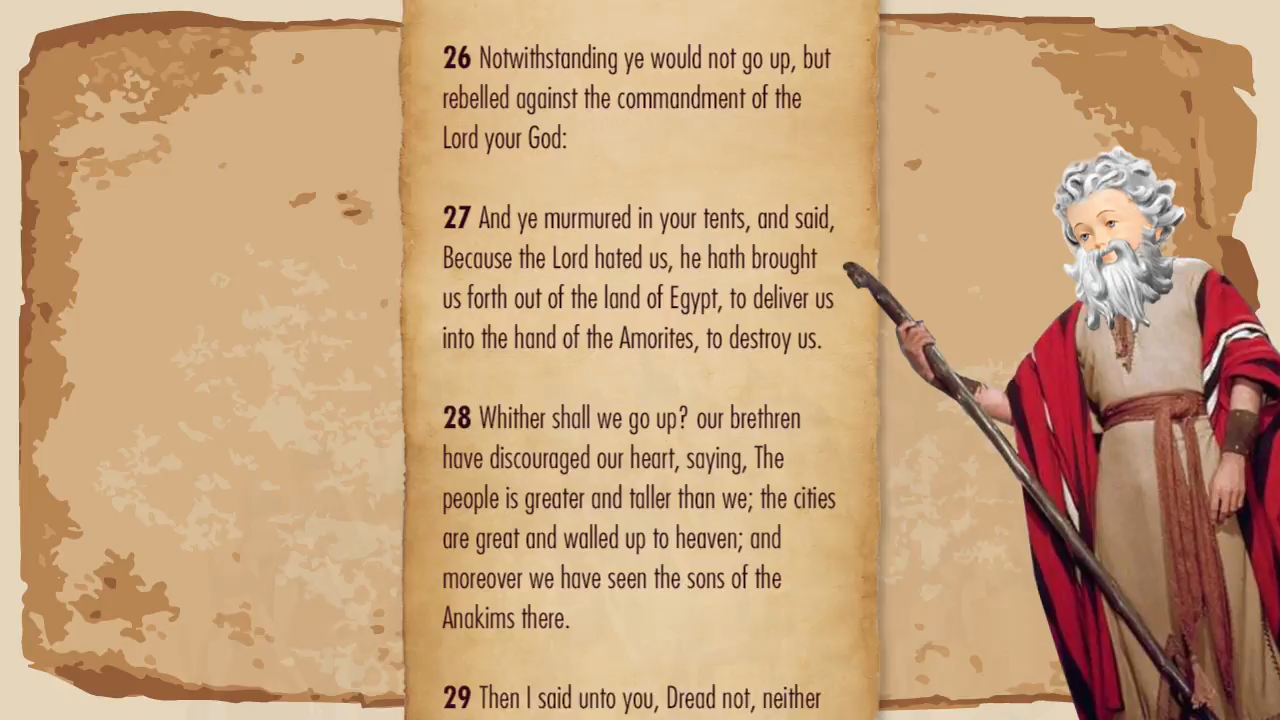 26 Notwithstanding ye would not go up, but
rebelled against the commandment of the
Lord your God:
27 And ye murmured in your tents, and said,
Because the Lord hated us, he hath brought
us forth out of the land of Egypt, to deliver us
into the hand of the Amorites, to destroy us.
28 Whither shall we go up? our brethren
have discouraged our heart, saying, The
people is greater and taller than we; the cities
are great and walled up to heaven; and
moreover we have seen the sons of the
Anakims there.
29 Then I said unto you, Dread not, neither